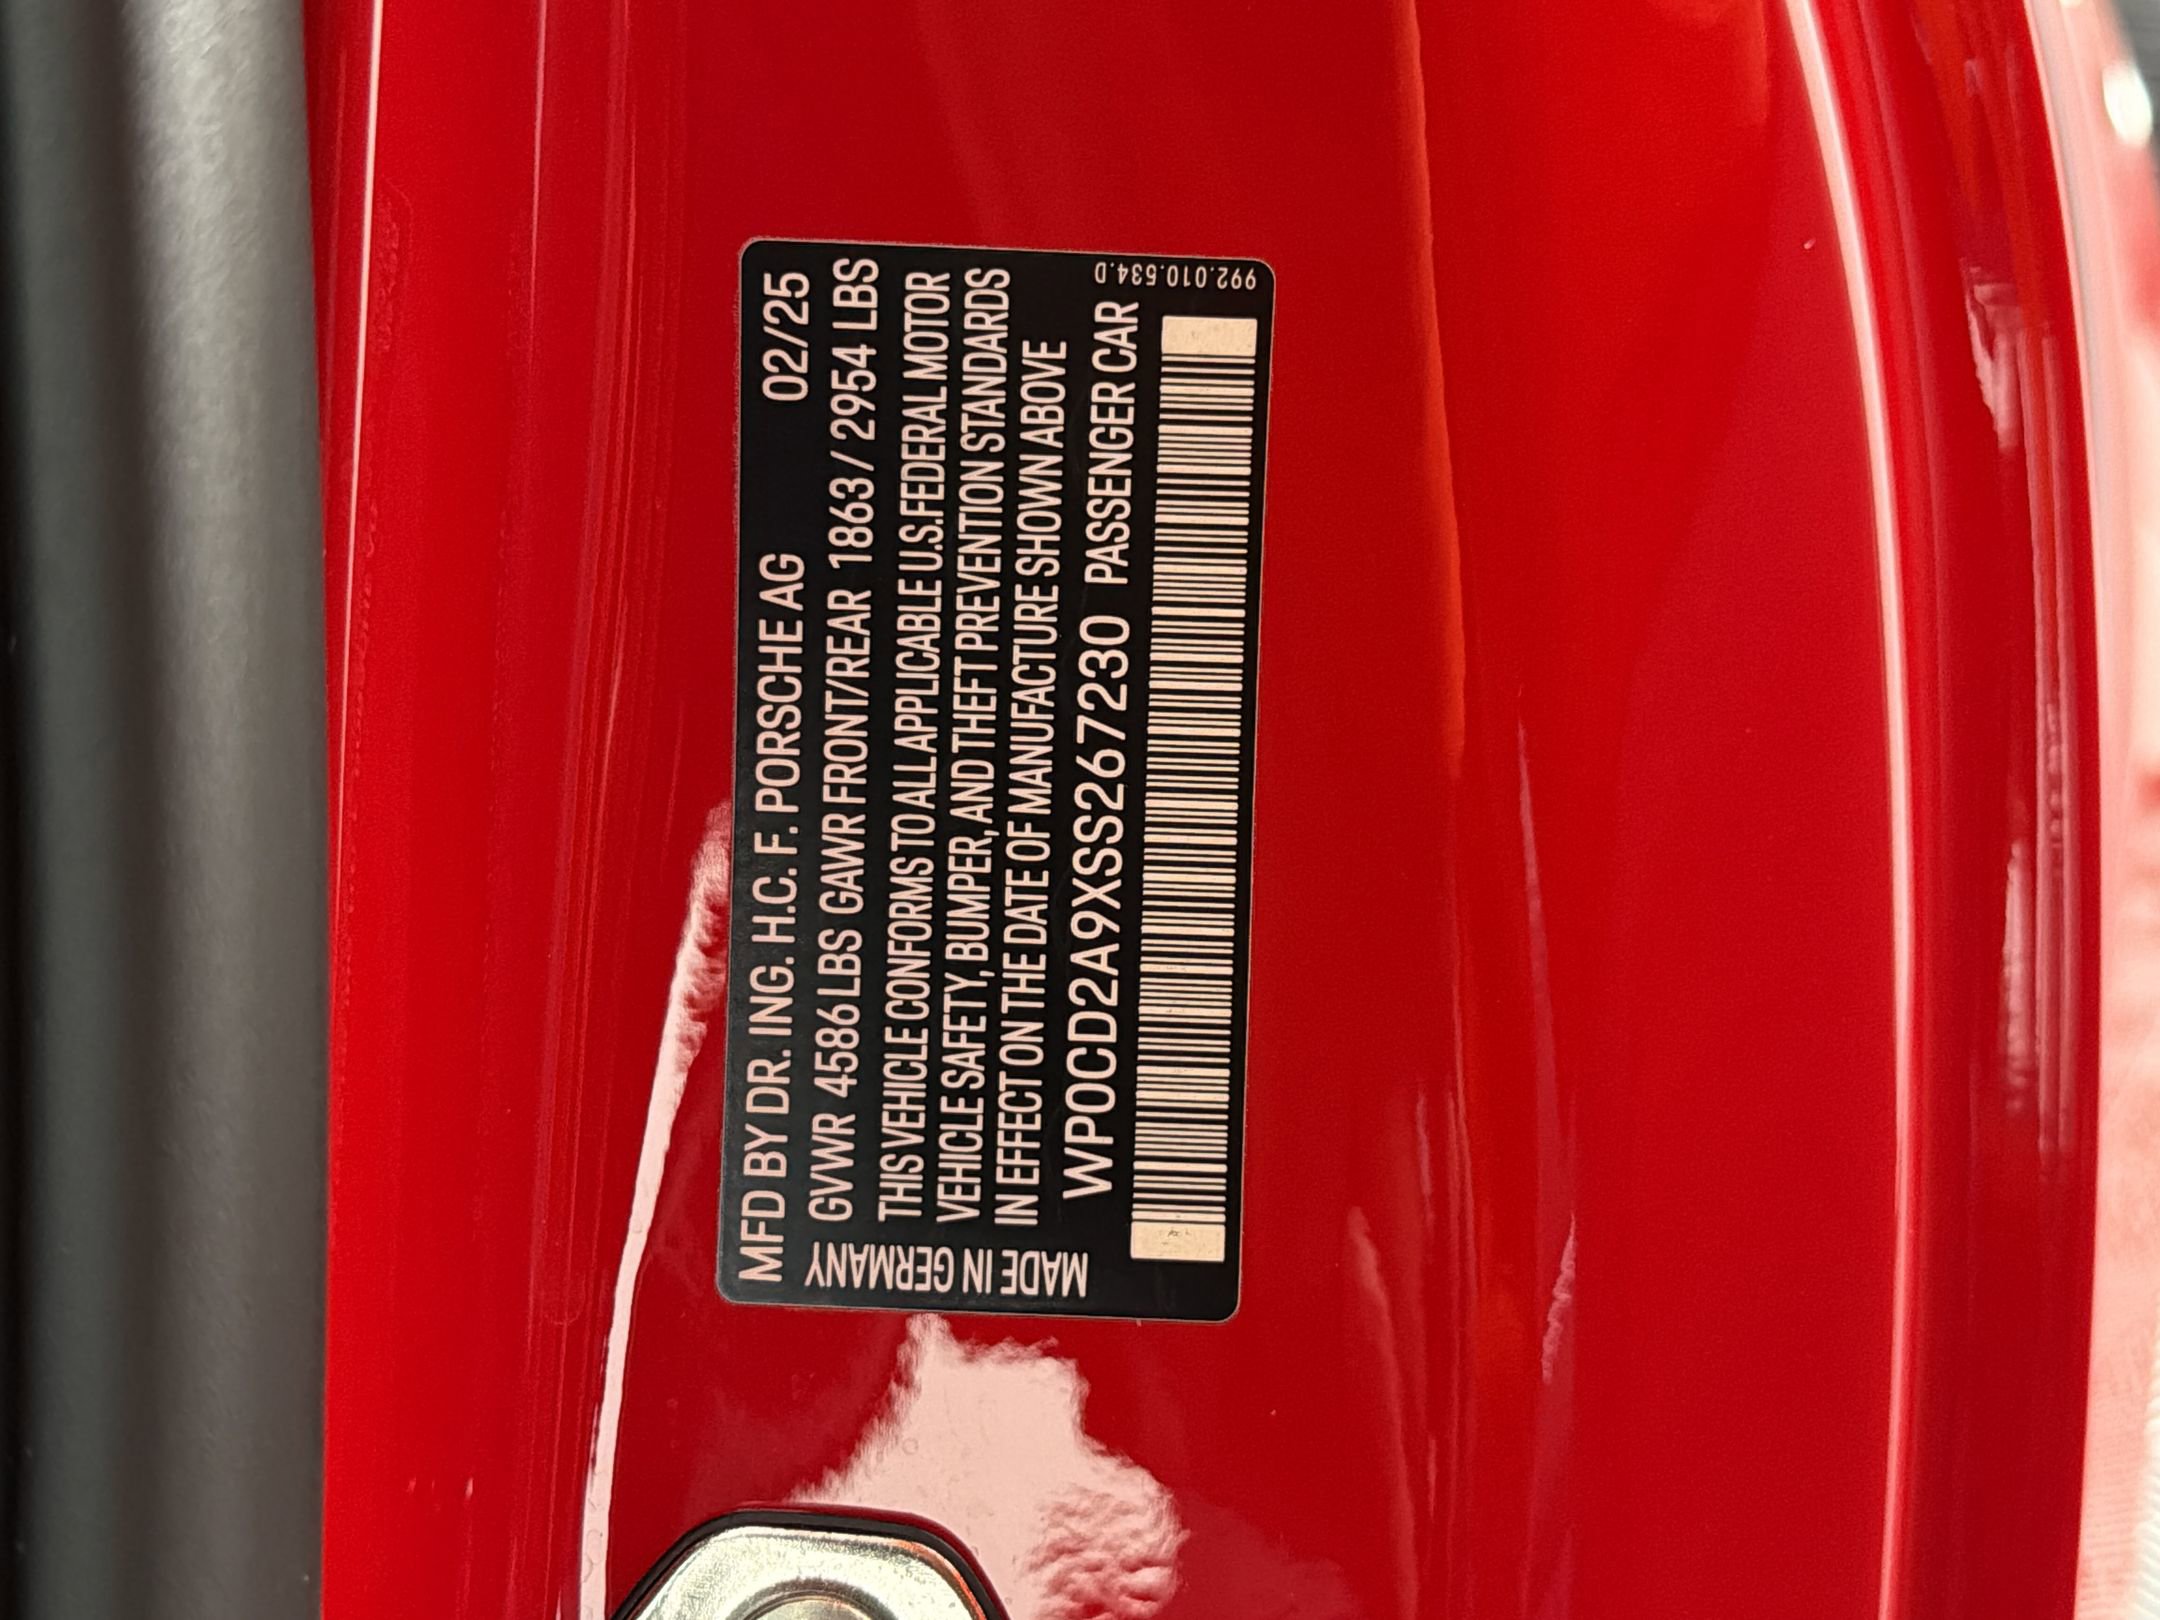 MFD BY DR. ING. H.C. F. PORSCHE AG 02/25
GVWR 4586 LBS GAWR FRONT/REAR 1863 / 2954 LBS
THIS VEHICLE CONFORMS TO ALL APPLICABLE U.S. FEDERAL MOTOR
VEHICLE SAFETY, BUMPER, AND THEFT PREVENTION STANDARDS
IN EFFECT ON THE DATE OF MANUFACTURE SHOWN ABOVE
WP0CD2A9XSS267230 PASSENGER CAR
MADE IN GERMANY
992.010.534.D